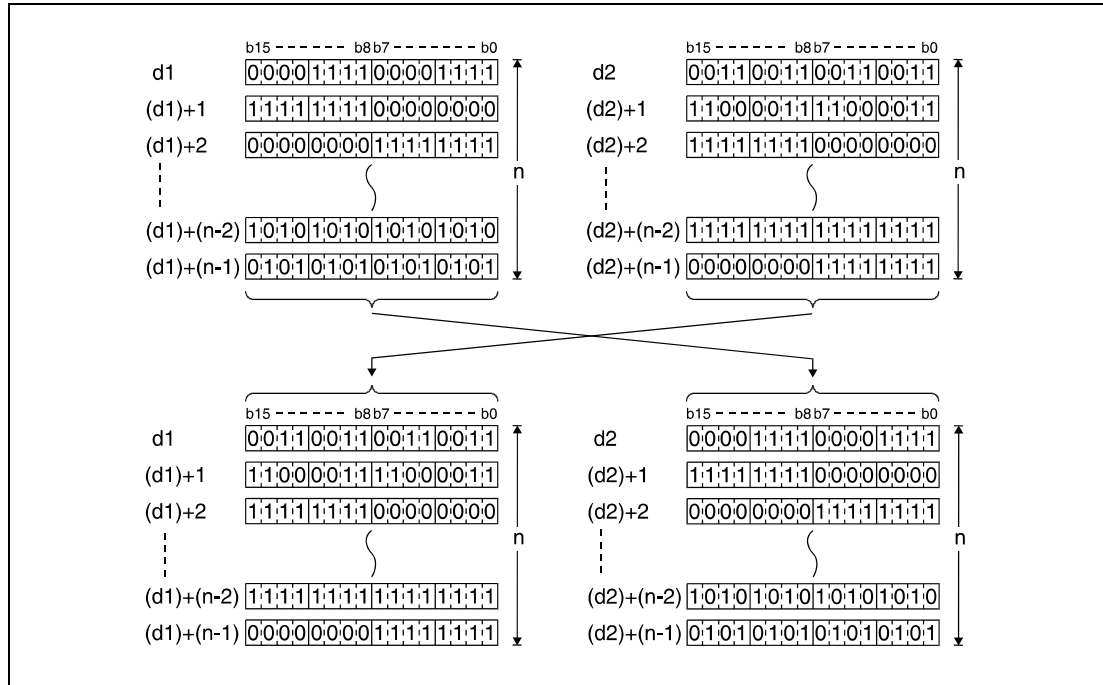 b15 b8 b7 b0
d1 0000111100001111
(d1)+1 1111111100000000
(d1)+2 0000000011111111
n
(d1)+(n-2) 1010101010101010
(d1)+(n-1) 0101010101010101
b15 b8 b7 b0
d2 0011001100110011
(d2)+1 1100001111000011
(d2)+2 1111111100000000
n
(d2)+(n-2) 1111111111111111
(d2)+(n-1) 0000000011111111
b15 b8 b7 b0
d1 0011001100110011
(d1)+1 1100001111000011
(d1)+2 1111111100000000
n
(d1)+(n-2) 1111111111111111
(d1)+(n-1) 0000000011111111
b15 b8 b7 b0
d2 0000111100001111
(d2)+1 1111111100000000
(d2)+2 0000000011111111
n
(d2)+(n-2) 1010101010101010
(d2)+(n-1) 0101010101010101